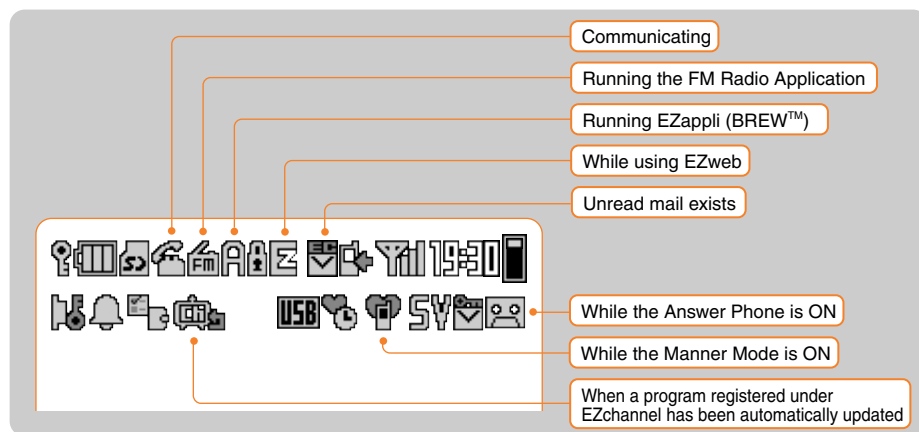 Communicating
Running the FM Radio Application
Running EZappli (BREW™)
While using EZweb
Unread mail exists
FM A Z EC 19:30
USB SV
While the Answer Phone is ON
While the Manner Mode is ON
When a program registered under
EZchannel has been automatically updated